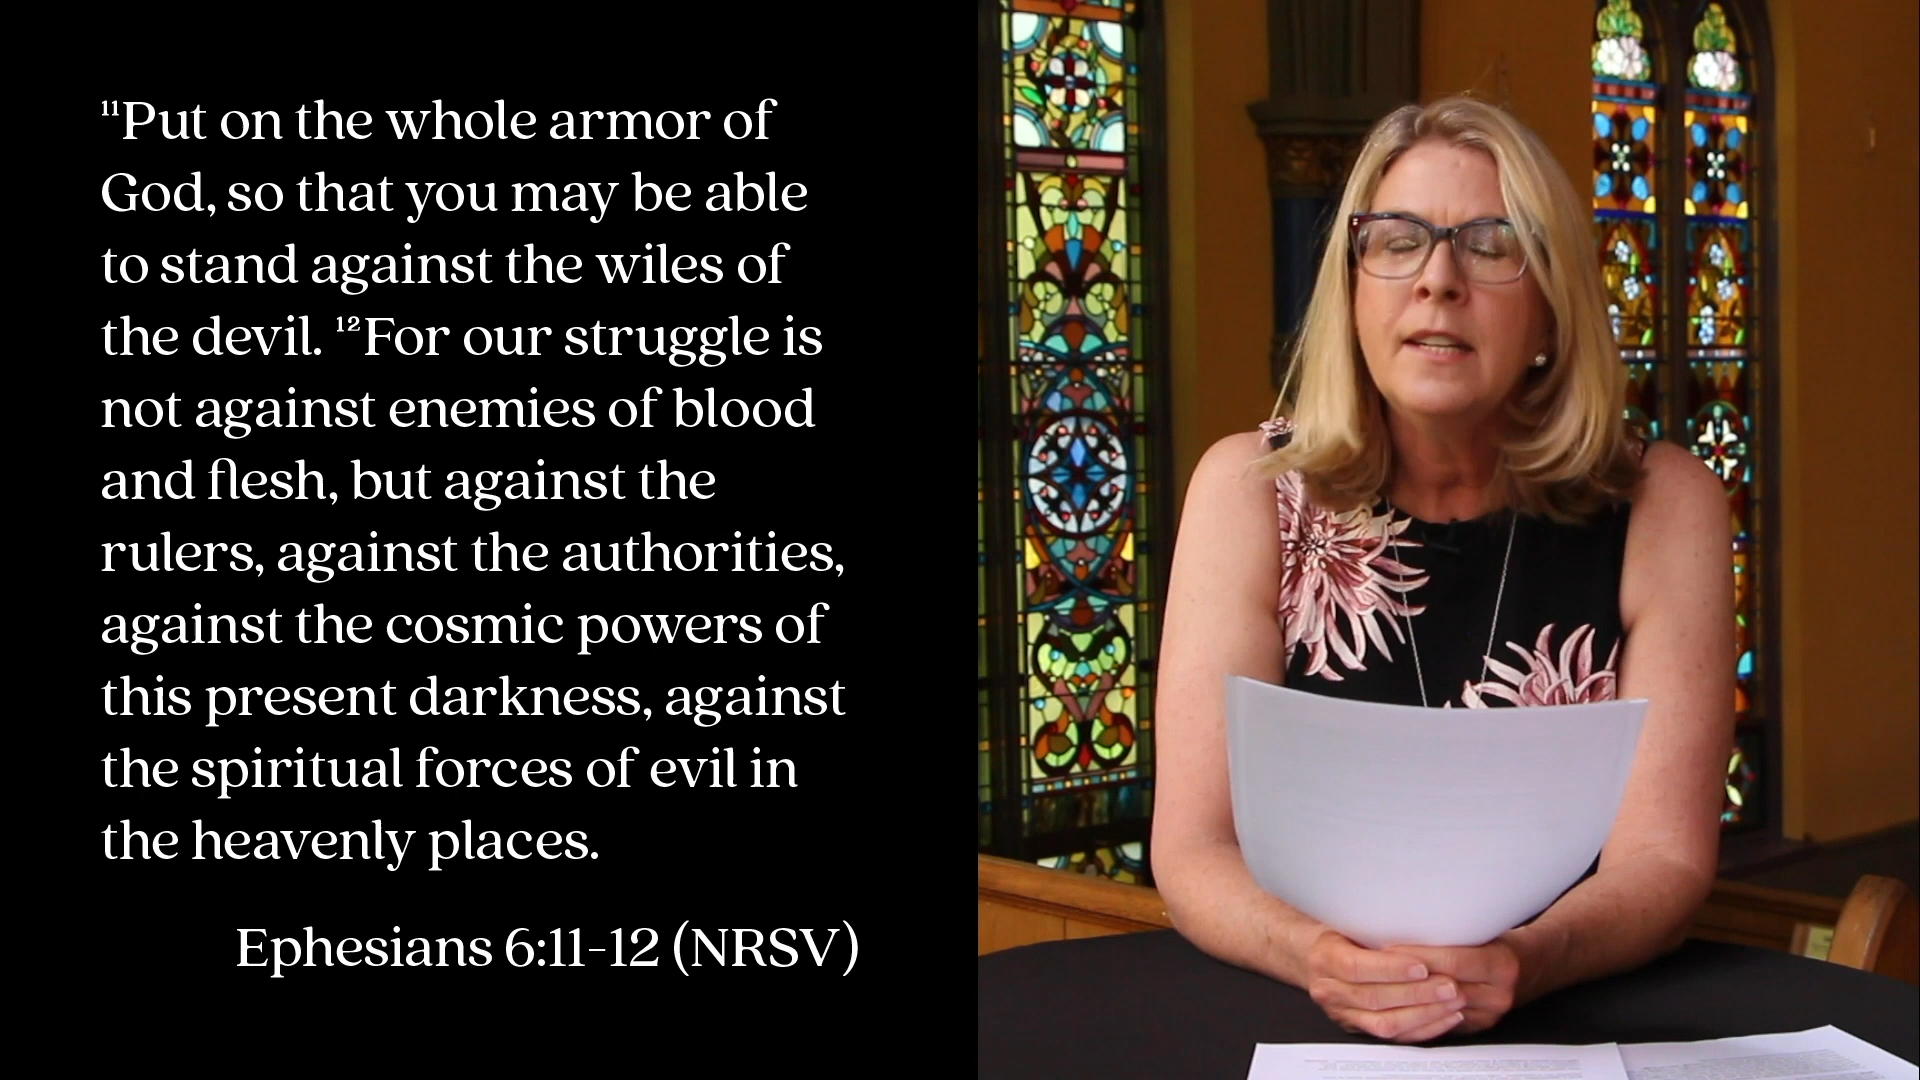 ¹¹Put on the whole armor of
God, so that you may be able
to stand against the wiles of
the devil. ¹²For our struggle is
not against enemies of blood
and flesh, but against the
rulers, against the authorities,
against the cosmic powers of
this present darkness, against
the spiritual forces of evil in
the heavenly places.
Ephesians 6:11-12 (NRSV)